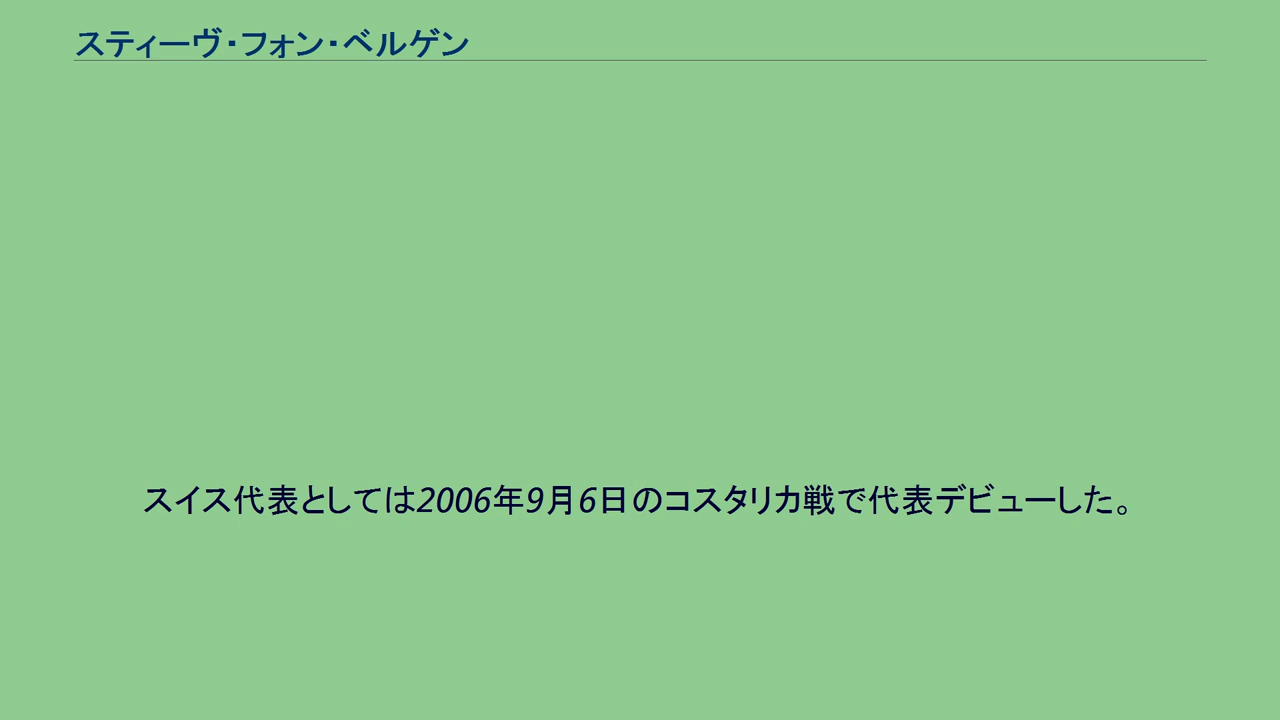 スティーヴ・フォン・ベルゲン
スイス代表としては2006年9月6日のコスタリカ戦で代表デビューした。